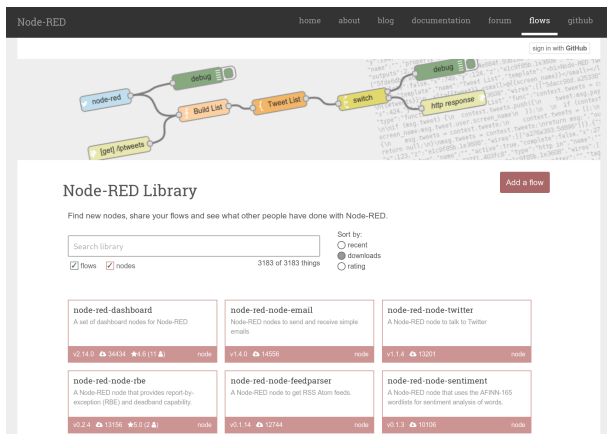 Node-RED
home about blog documentation forum flows github
sign in with GitHub
debug
debug
node-red
Build List
Tweet List
switch
http response
[get] /iptweets
Node-RED Library
Add a flow
Find new nodes, share your flows and see what other people have done with Node-RED.
Search library
flows nodes
3183 of 3183 things
Sort by:
recent
downloads
rating
node-red-dashboard
A set of dashboard nodes for Node-RED
v2.14.0 34434 4.6 (11) node
node-red-node-email
Node-RED nodes to send and receive simple
emails
v1.4.0 14556 node
node-red-node-twitter
A Node-RED node to talk to Twitter
v1.1.4 13201 node
node-red-node-rbe
A Node-RED node that provides report-by-
exception (RBE) and deadband capability.
v0.2.4 13156 5.0 (2) node
node-red-node-feedparser
A Node-RED node to get RSS Atom feeds.
v0.1.14 12744 node
node-red-node-sentiment
A Node-RED node that uses the AFINN-165
wordlists for sentiment analysis of words.
v0.1.3 10106 node